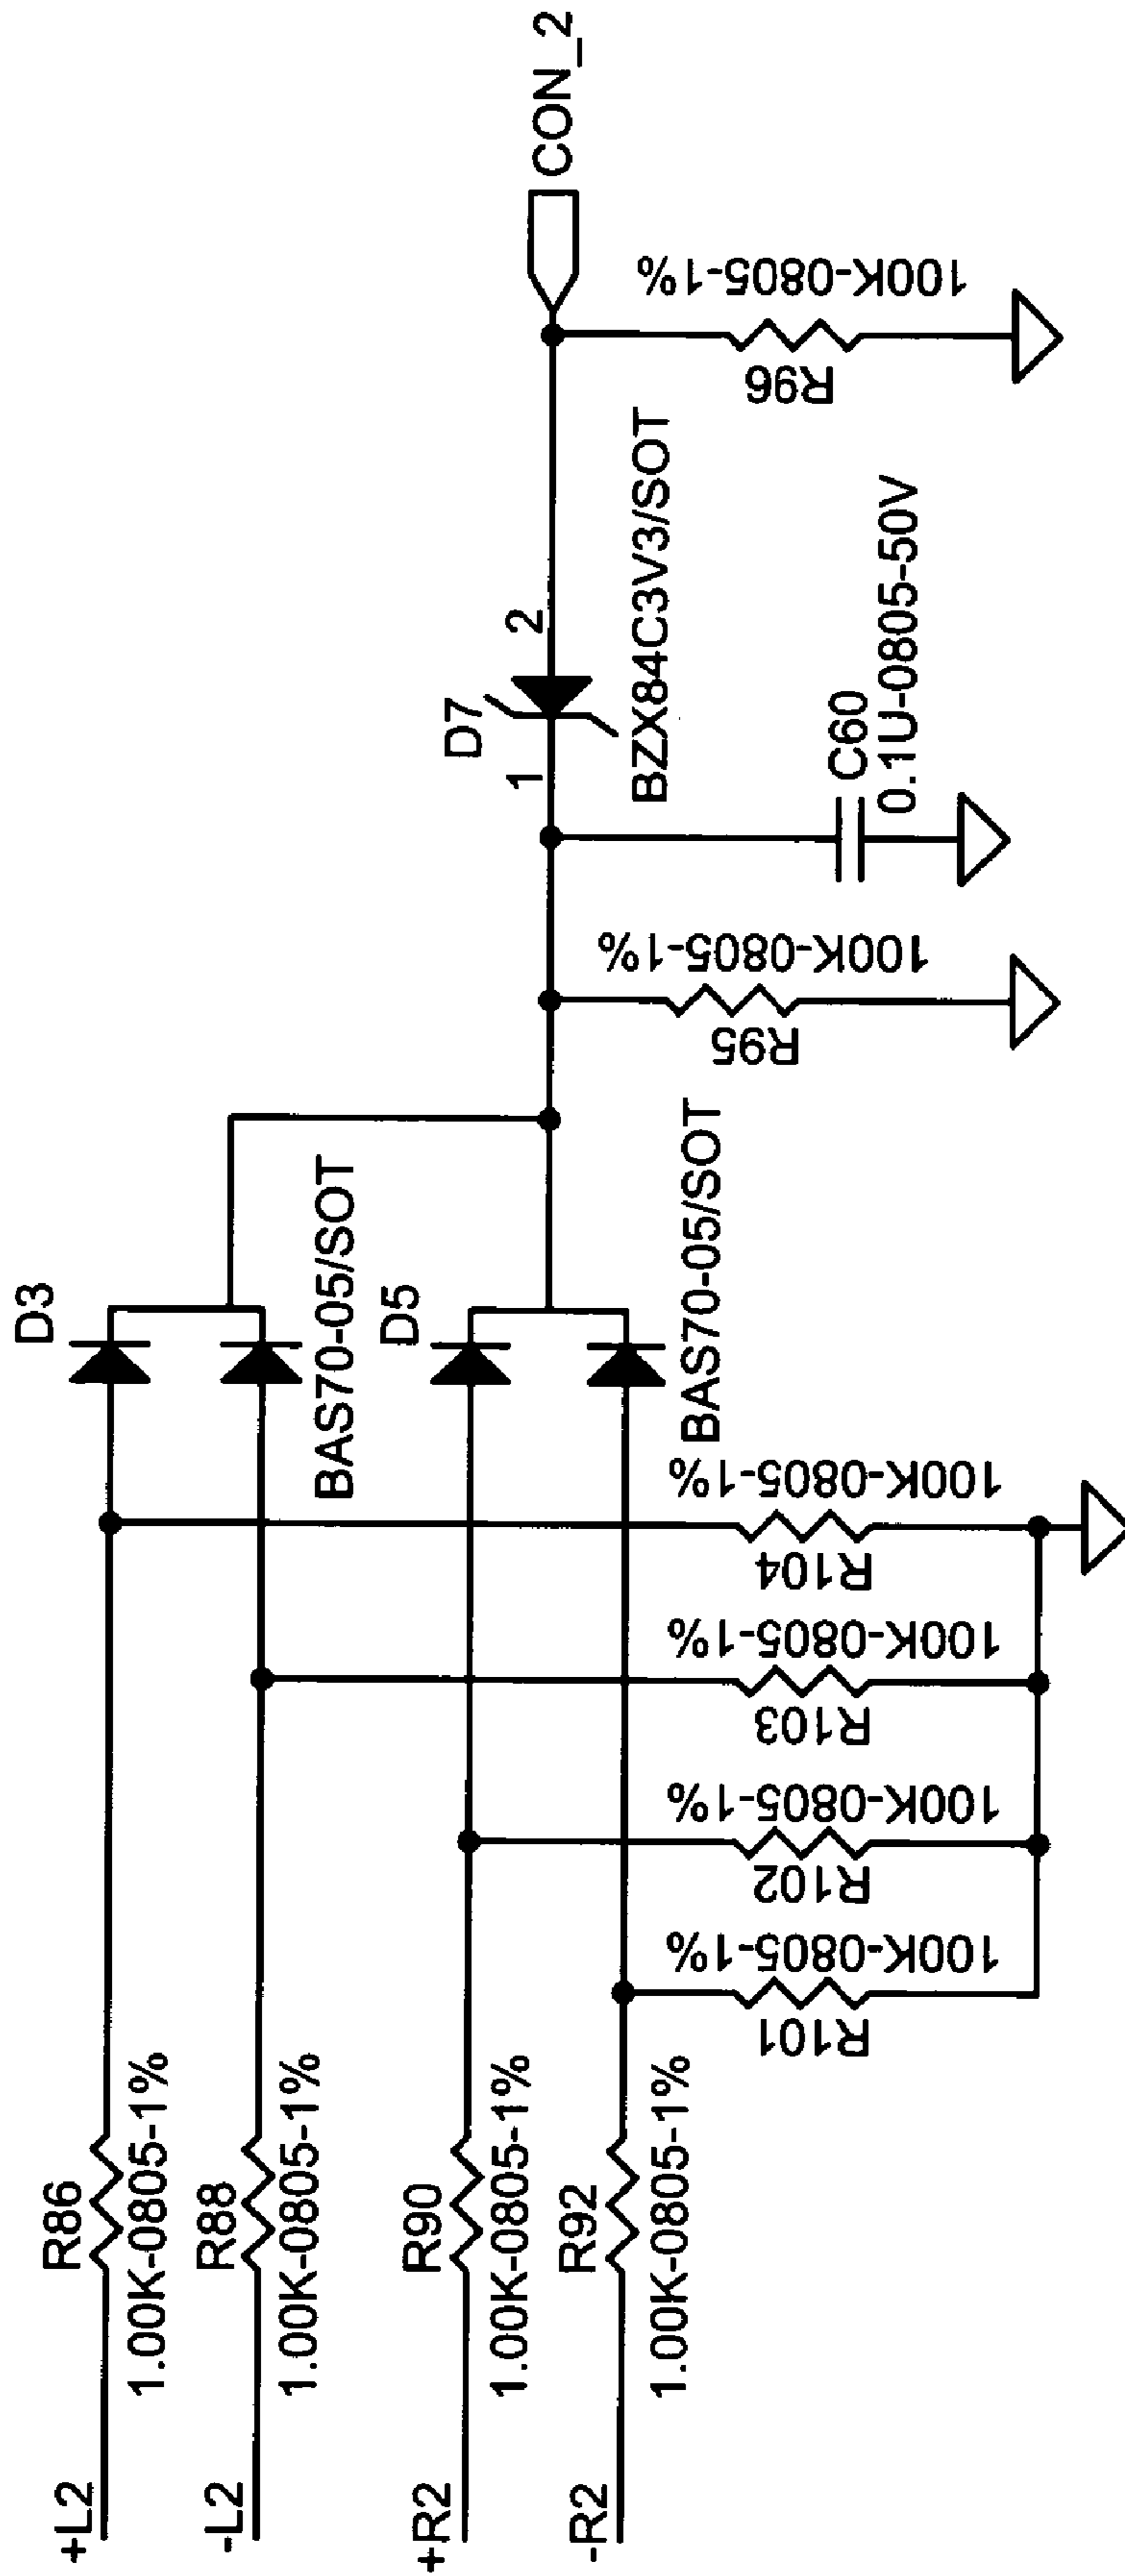 +L2
R86
1.00K-0805-1%
-L2
R88
1.00K-0805-1%
+R2
R90
1.00K-0805-1%
-R2
R92
1.00K-0805-1%
R101
100K-0805-1%
R102
100K-0805-1%
R103
100K-0805-1%
R104
100K-0805-1%
D3
BAS70-05/SOT
D5
BAS70-05/SOT
R95
100K-0805-1%
C60
0.1U-0805-50V
D7
1
2
BZX84C3V3/SOT
R96
100K-0805-1%
CON_2